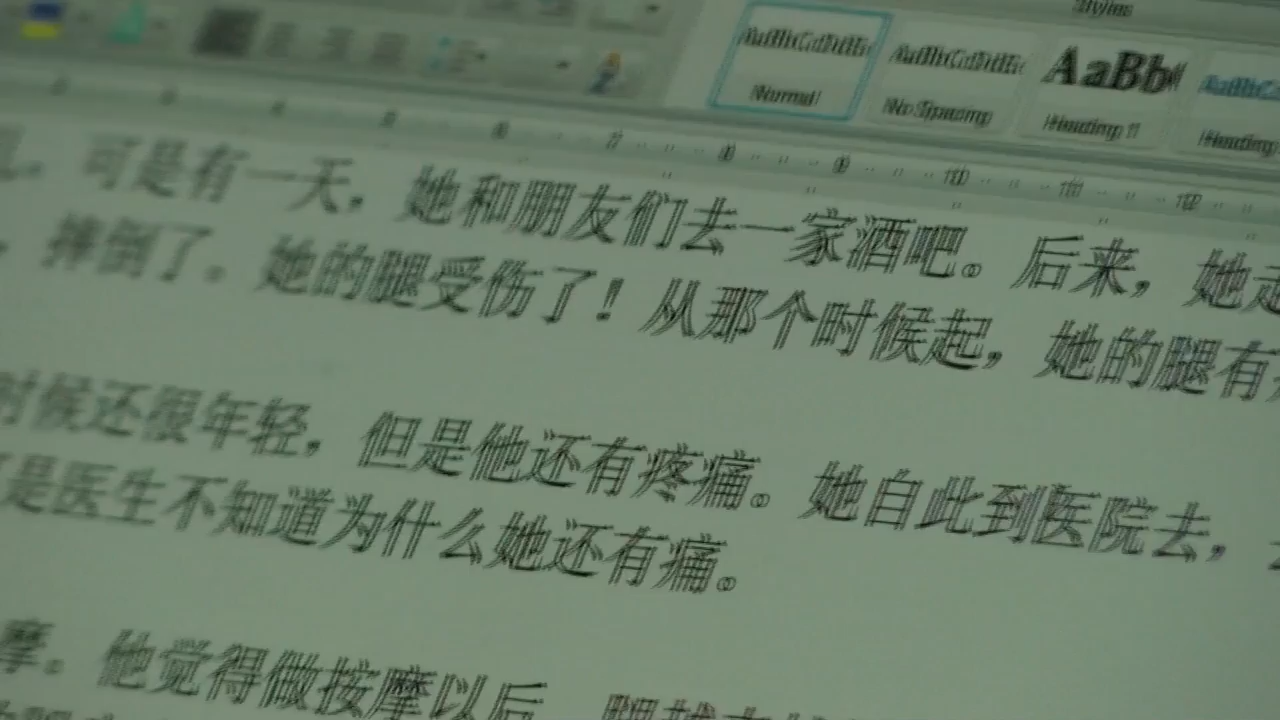 Styles
Normal
No Spacing
AaBb
Heading 1
Heading
可是有一天，她和朋友们去一家酒吧。后来，她
摔倒了。她的腿受伤了！从那个时候起，她的腿有
时候还很年轻，但是他还有疼痛。她自此到医院去，
是医生不知道为什么她还有痛。
摩。他觉得做按摩以后